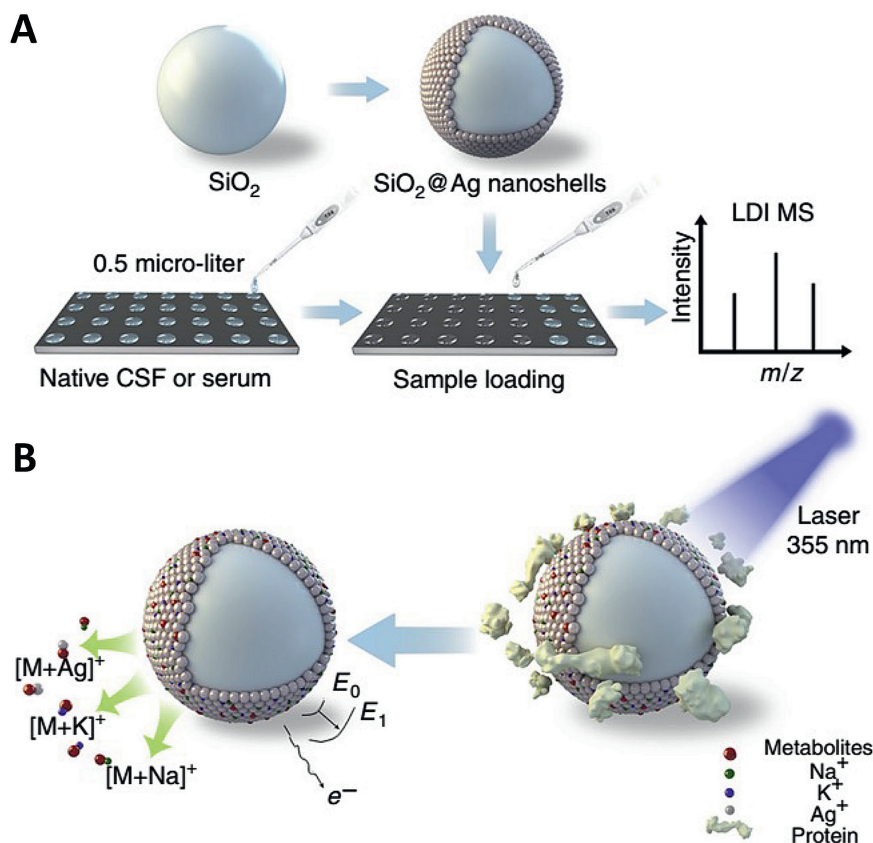 A
SiO₂
SiO₂@Ag nanoshells
0.5 micro-liter
Native CSF or serum
Sample loading
LDI MS
Intensity
m/z
B
Laser
355 nm
[M+Ag]⁺
[M+K]⁺
[M+Na]⁺
E₀
E₁
e⁻
Metabolites
Na⁺
K⁺
Ag⁺
Protein